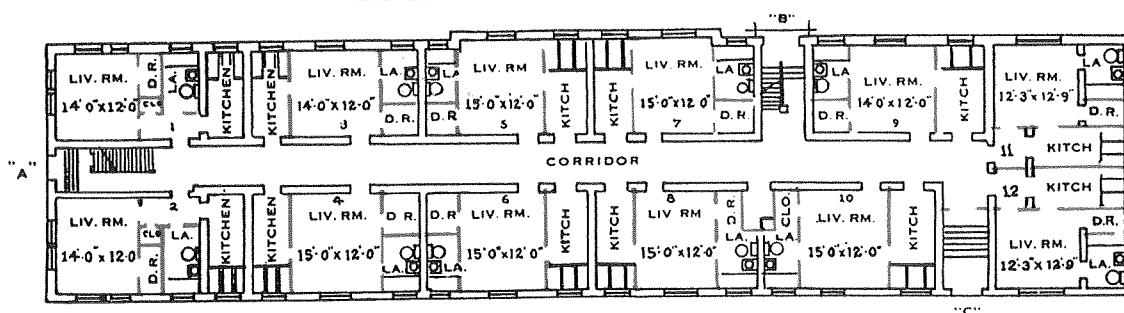 "B"
LIV. RM.
14'0"x12'0"
D.R.
CLO
LA.
1
KITCHEN
KITCHEN
LIV. RM.
14'0"x12'0"
3
LA.
D.R.
LA
D.R.
LIV. RM.
15'0"x12'0"
5
KITCH
KITCH
LIV. RM.
15'0"x12'0"
7
LA
D.R.
LA
D.R.
LIV. RM.
14'0"x12'0"
9
KITCH
LIV. RM.
12'3"x12'9"
LA
D.R.
11
KITCH
"A"
CORRIDOR
12
KITCH
2
CLO
LIV. RM.
14'0"x12'0
D.R.
LA.
KITCHEN
KITCHEN
4
LIV. RM.
15'0"x12'0"
D.R.
LA.
D.R.
LA.
6
LIV. RM.
15'0"x12'0"
KITCH
KITCH
8
LIV. RM.
15'0"x12'0"
D.R.
LA
CLO.
LA.
10
LIV. RM.
15'0"x12'0"
KITCH
D.R.
LIV. RM.
12'3"x12'9"
LA.
"C"